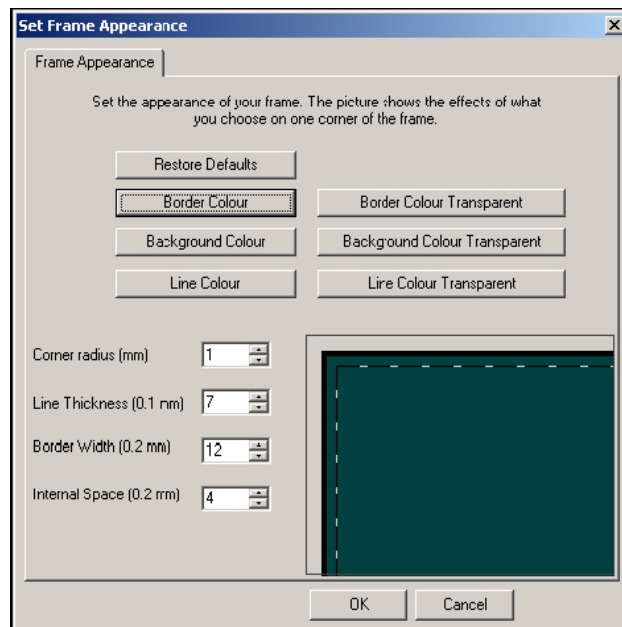 Set Frame Appearance
Frame Appearance
Set the appearance of your frame. The picture shows the effects of what
you choose on one corner of the frame.
Restore Defaults
Border Colour
Border Colour Transparent
Background Colour
Background Colour Transparent
Line Colour
Line Colour Transparent
Corner radius (mm)
1
Line Thickness (0.1 mm)
7
Border Width (0.2 mm)
12
Internal Space (0.2 mm)
4
OK
Cancel